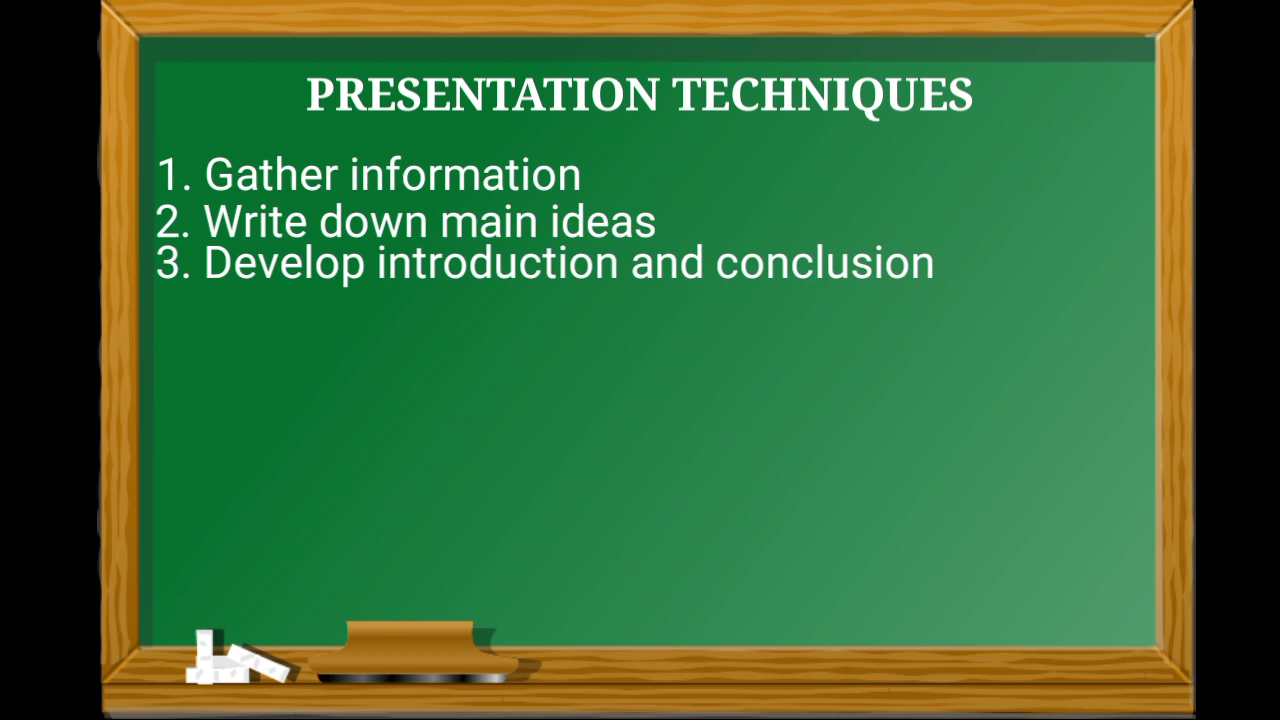 PRESENTATION TECHNIQUES
1. Gather information
2. Write down main ideas
3. Develop introduction and conclusion